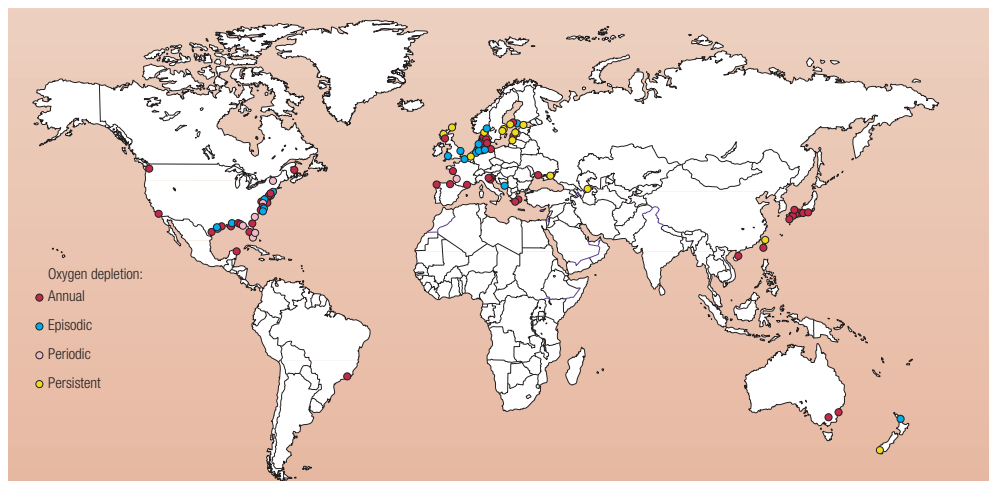 Oxygen depletion:
Annual
Episodic
Periodic
Persistent